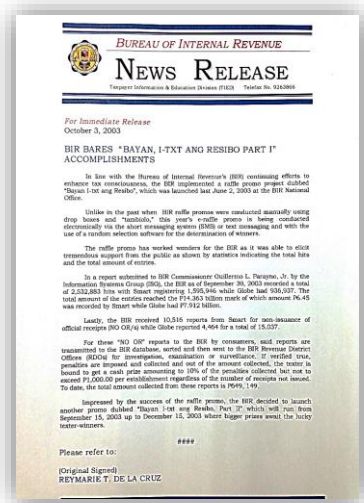 BUREAU OF INTERNAL REVENUE
NEWS RELEASE
Taxpayer Information & Education Division (TIED) Telefax No. 9263806
For Immediate Release
October 3, 2003
BIR BARES "BAYAN, I-TXT ANG RESIBO PART I"
ACCOMPLISHMENTS
In line with the Bureau of Internal Revenue's (BIR) continuing efforts to
enhance tax consciousness, the BIR implemented a raffle promo project dubbed
"Bayan I-txt ang Resibo", which was launched last June 2, 2003 at the BIR National
Office.
Unlike in the past when BIR raffle promos were conducted manually using
drop boxes and "tambiolo," this year's e-raffle promo is being conducted
electronically via the short messaging system (SMS) or text messaging and with the
use of a random selection software for the determination of winners.
The raffle promo has worked wonders for the BIR as it was able to elicit
tremendous support from the public as shown by statistics indicating the total hits
and the total amount of entries.
In a report submitted to BIR Commissioner Guillermo L. Parayno, Jr. by the
Information Systems Group (ISG), the BIR as of September 30, 2003 recorded a total
of 2,532,883 hits with Smart registering 1,595,946 while Globe had 936,937. The
total amount of the entries reached the P14.363 billion mark of which amount P6.45
was recorded by Smart while Globe had P7.912 billion.
Lastly, the BIR received 10,516 reports from Smart for non-issuance of
official receipts (NO OR/s) while Globe reported 4,464 for a total of 15,037.
For these "NO OR" reports to the BIR by consumers, said reports are
transmitted to the BIR database, sorted and then sent to the BIR Revenue District
Offices (RDOs) for investigation, examination or surveillance. If verified true,
penalties are imposed and collected and out of the amount collected, the texter is
bound to get a cash prize amounting to 10% of the penalties collected but not to
exceed P1,000.00 per establishment regardless of the number of receipts not issued.
To date, the total amount collected from these reports is P649, 149.
Impressed by the success of the raffle promo, the BIR decided to launch
another promo dubbed "Bayan I-txt ang Resibo, Part II" which will run from
September 15, 2003 up to December 15, 2003 where bigger prizes await the lucky
texter-winners.
####
Please refer to:
(Original Signed)
REYMARIE T. DE LA CRUZ